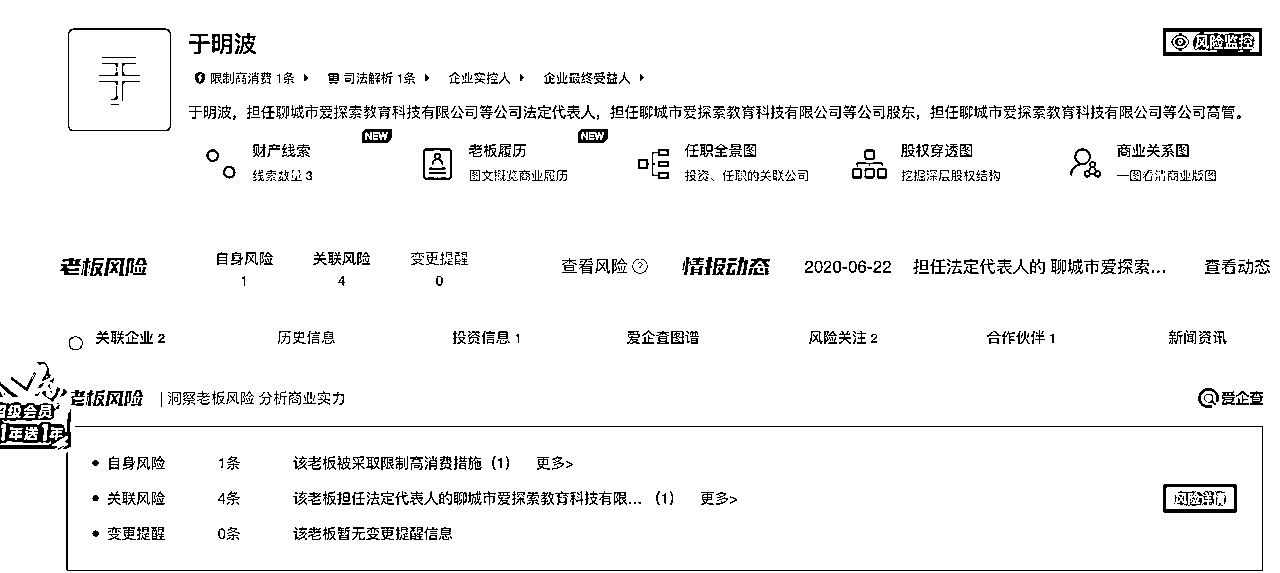 于
于明波
风险监控
限制高消费 1条 司法解析 1条 企业实控人 企业最终受益人
于明波，担任聊城市爱探索教育科技有限公司等公司法定代表人，担任聊城市爱探索教育科技有限公司等公司股东，担任聊城市爱探索教育科技有限公司等公司高管。
财产线索 NEW 老板履历 NEW 任职全景图 股权穿透图 商业关系图
线索数量 3 图文概览商业履历 投资、任职的关联公司 挖掘深层股权结构 一图看清商业版图
老板风险 自身风险 关联风险 变更提醒 查看风险 情报动态 2020-06-22 担任法定代表人的 聊城市爱探索... 查看动态
1 4 0
关联企业 2 历史信息 投资信息 1 爱企查图谱 风险关注 2 合作伙伴 1 新闻资讯
老板风险 | 洞察老板风险 分析商业实力 爱企查
级会员
1年送1年
自身风险 1条 该老板被采取限制高消费措施（1） 更多>
关联风险 4条 该老板担任法定代表人的聊城市爱探索教育科技有限...（1） 更多>
风险详情
变更提醒 0条 该老板暂无变更提醒信息